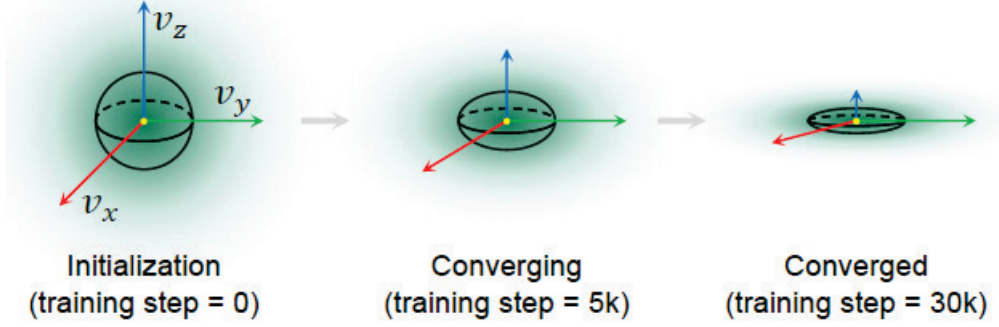 v_z
v_y
v_x
Initialization
(training step = 0)
Converging
(training step = 5k)
Converged
(training step = 30k)